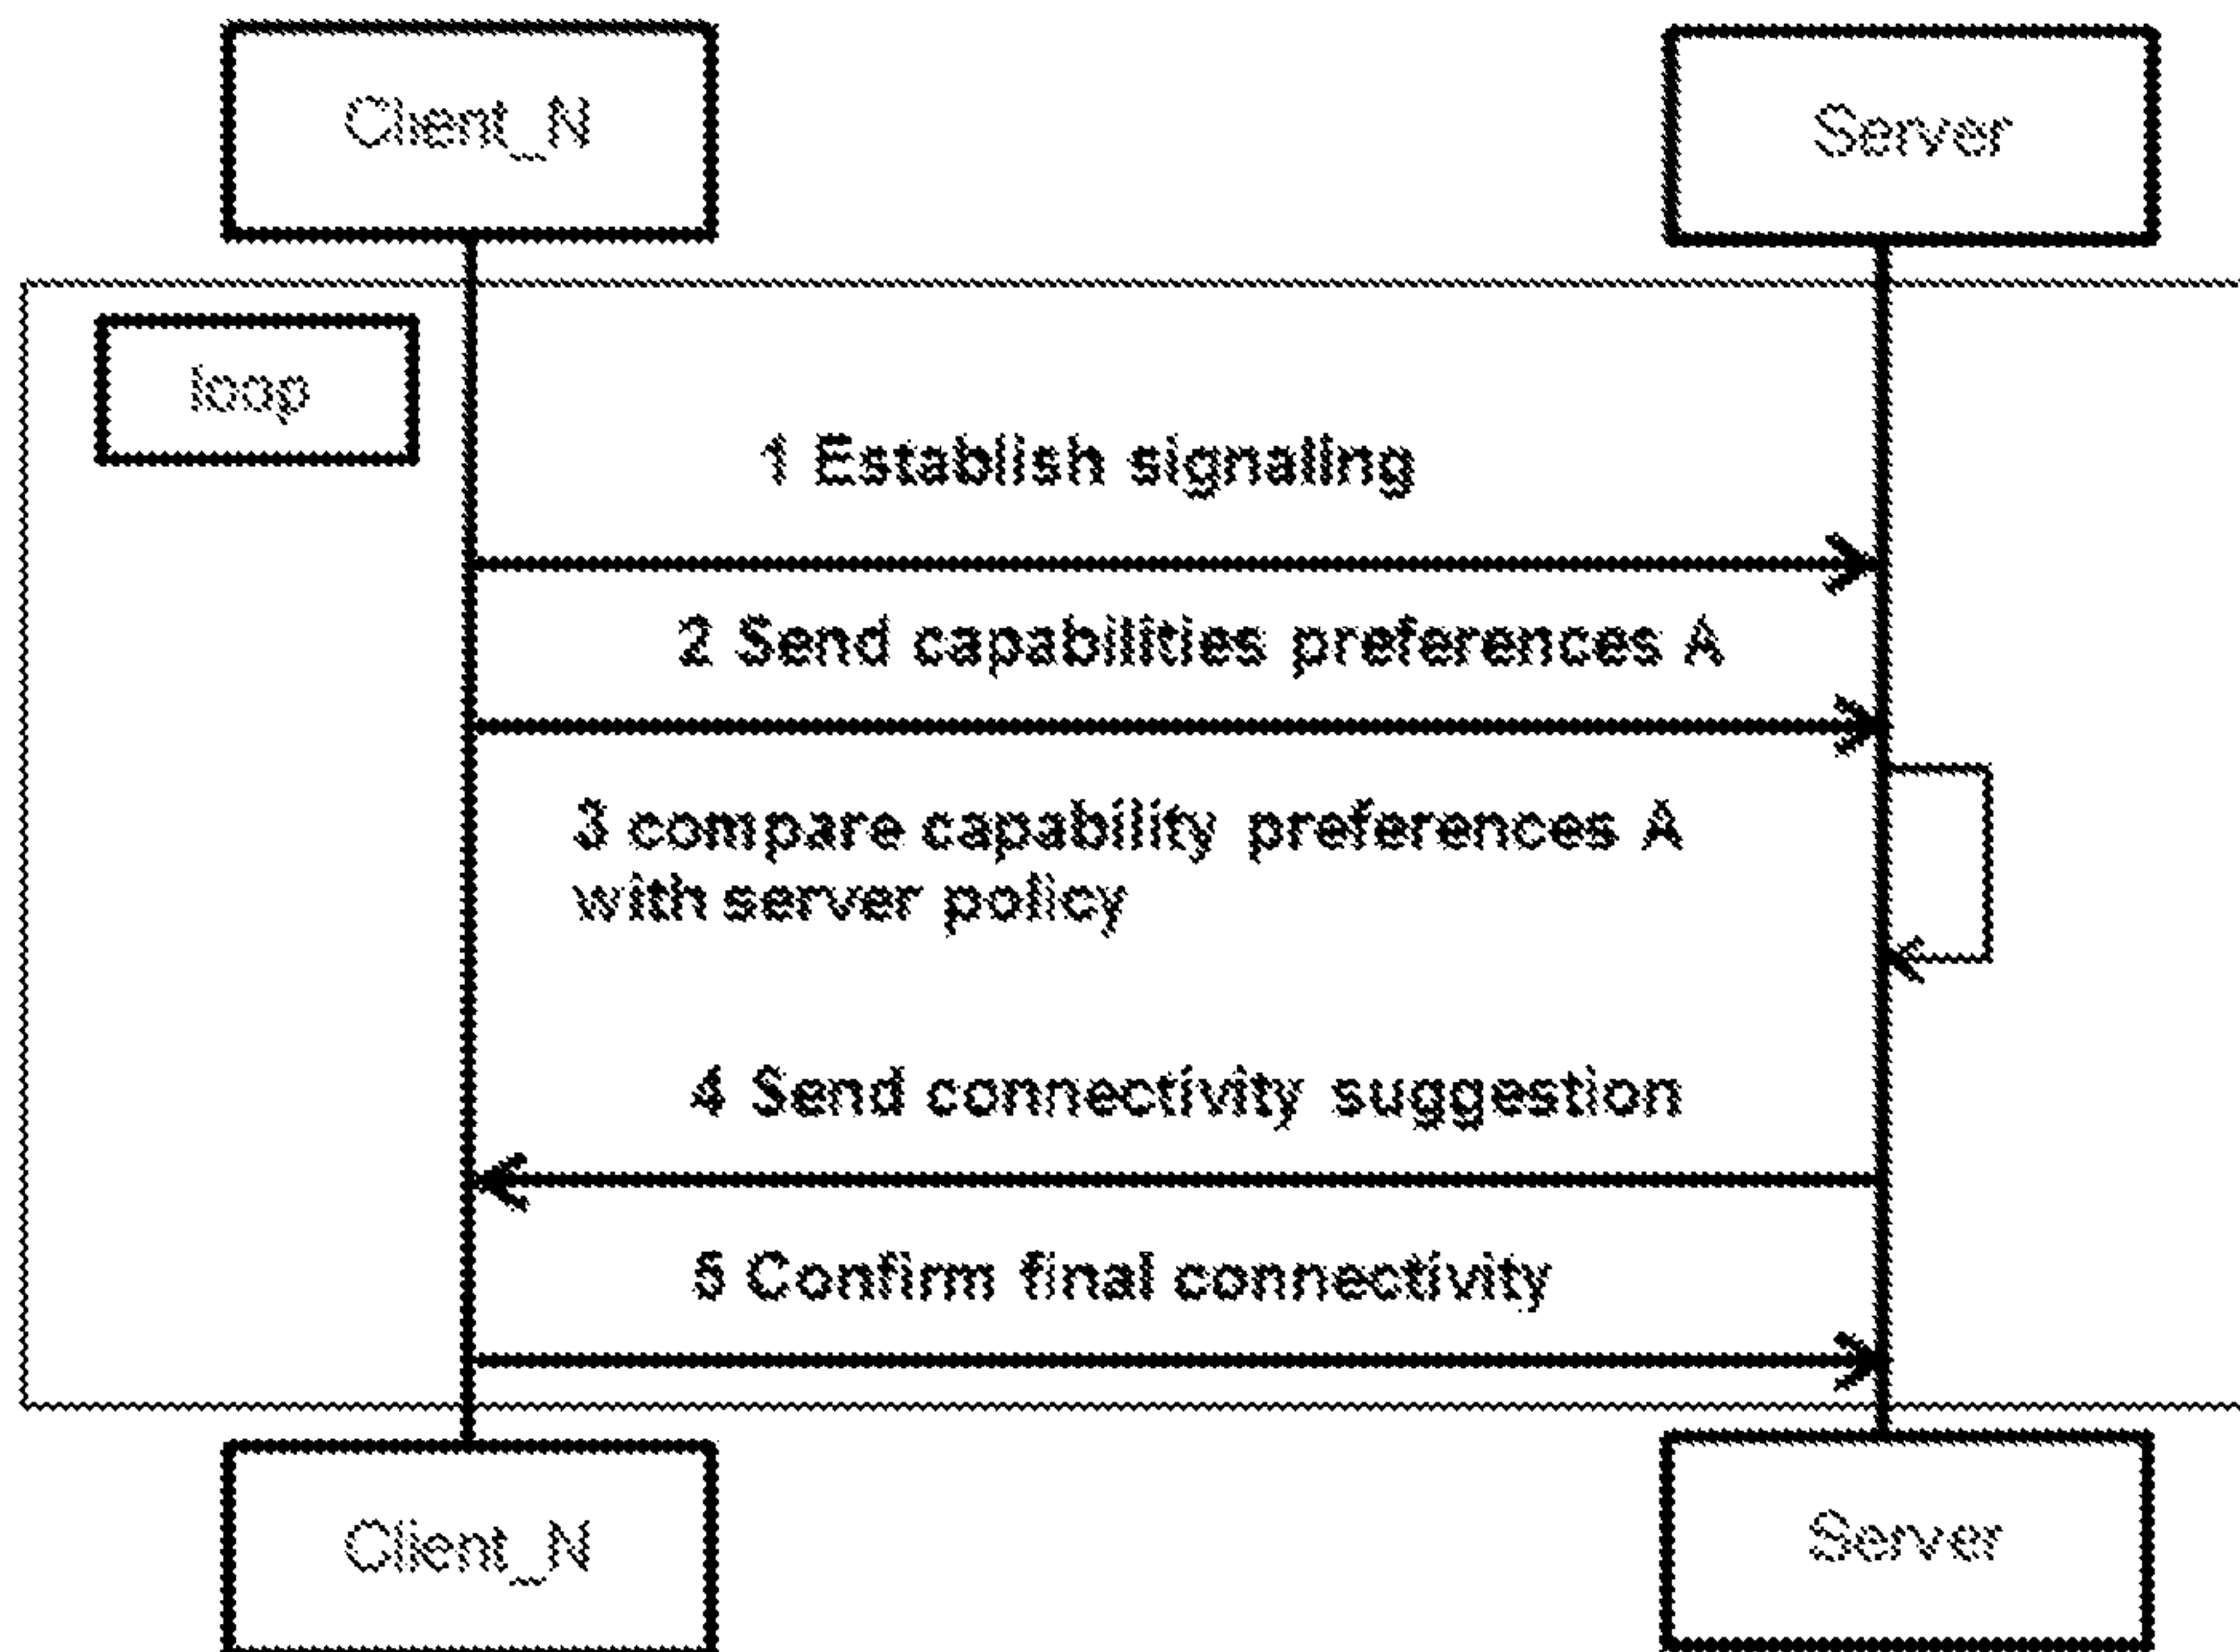 Client_N
Server
loop
1 Establish signaling
2 Send capabilities preferences A
3 compare capability preferences A
with server policy
4 Send connectivity suggestion
5 Confirm final connectivity
Client_N
Server